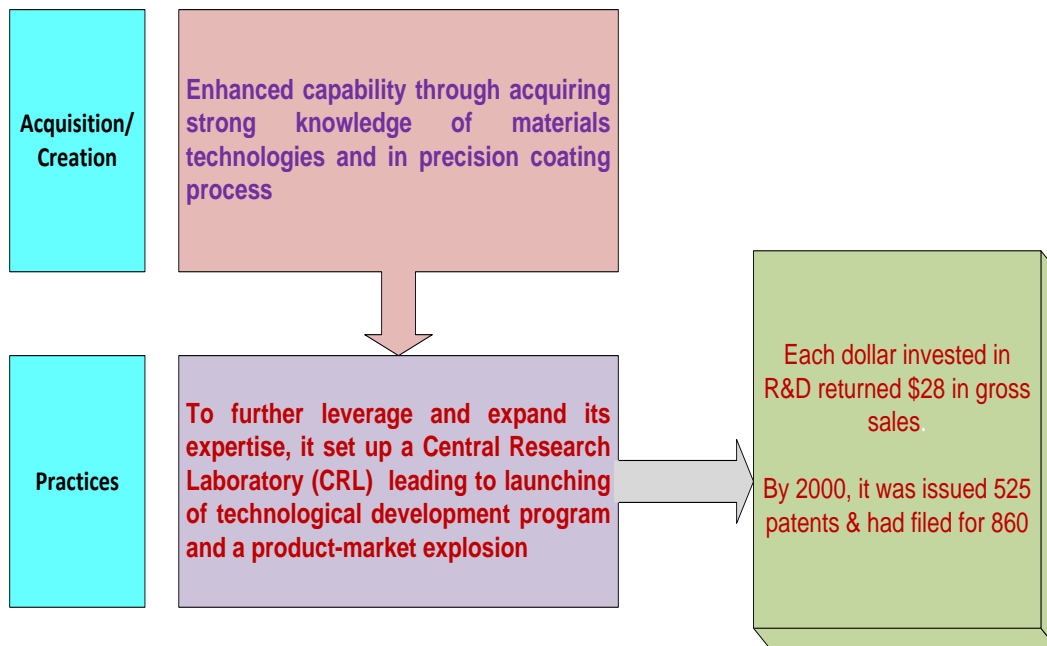 Acquisition/
Creation
Enhanced capability through acquiring
strong knowledge of materials
technologies and in precision coating
process
Practices
To further leverage and expand its
expertise, it set up a Central Research
Laboratory (CRL) leading to launching
of technological development program
and a product-market explosion
Each dollar invested in
R&D returned $28 in gross
sales.
By 2000, it was issued 525
patents & had filed for 860